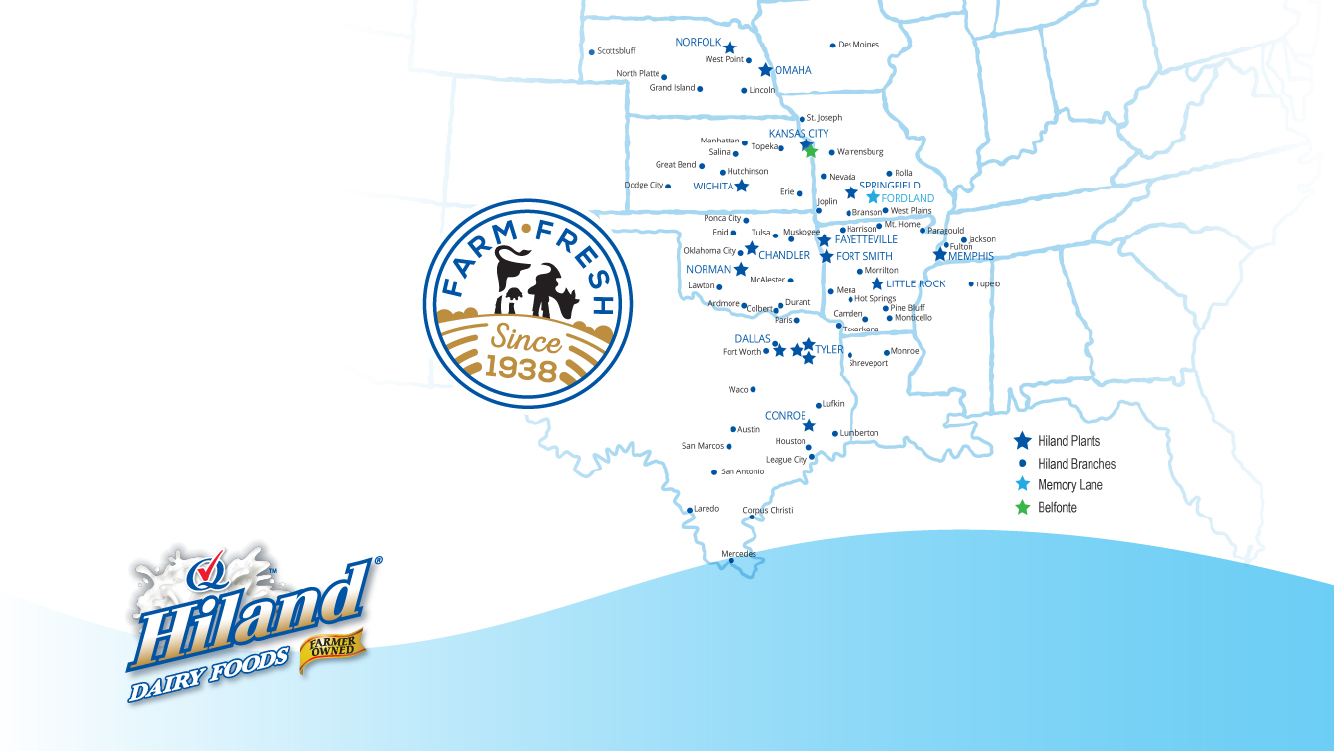 NORFOLK
Scottsbluff
Des Moines
West Point
OMAHA
North Platte
Grand Island
Lincoln
St. Joseph
KANSAS CITY
Manhattan
Topeka
Salina
Warrensburg
Great Bend
Hutchinson
Rolla
Nevada
Dodge City
WICHITA
Erie
SPRINGFIELD
FORDLAND
Joplin
Branson
West Plains
Ponca City
Mt. Home
Enid
Tulsa
Muskogee
Harrison
Paragould
Jackson
FAYETTEVILLE
Fulton
Oklahoma City
CHANDLER
FORT SMITH
MEMPHIS
NORMAN
Morrilton
McAlester
LITTLE ROCK
Tupelo
Lawton
Mena
Hot Springs
Ardmore
Colbert
Durant
Pine Bluff
Camden
Monticello
Paris
Texarkana
DALLAS
Fort Worth
TYLER
Monroe
Shreveport
Waco
Lufkin
CONROE
Austin
Lumberton
San Marcos
Houston
League City
San Antonio
Laredo
Corpus Christi
Mercedes
FARM • FRESH
Since
1938
Hiland Plants
Hiland Branches
Memory Lane
Belfonte
Q ™
Hiland®
DAIRY FOODS
FARMER
OWNED